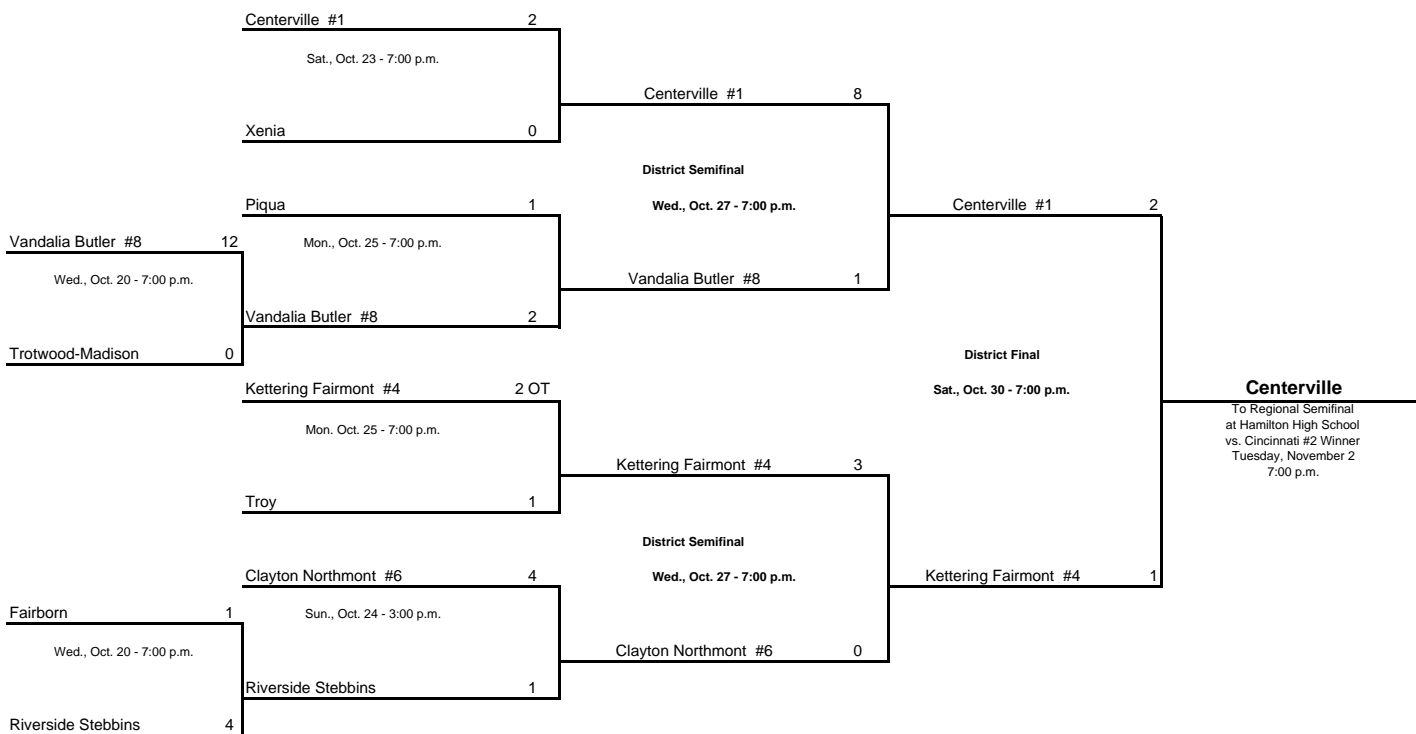 Centerville #1 2
Sat., Oct. 23 - 7:00 p.m.
Centerville #1 8
Xenia 0
District Semifinal
Piqua 1
Wed., Oct. 27 - 7:00 p.m.
Centerville #1 2
Vandalia Butler #8 12
Mon., Oct. 25 - 7:00 p.m.
Wed., Oct. 20 - 7:00 p.m.
Vandalia Butler #8 1
Vandalia Butler #8 2
Trotwood-Madison 0
District Final
Kettering Fairmont #4 2 OT
Sat., Oct. 30 - 7:00 p.m.
Centerville
To Regional Semifinal
at Hamilton High School
vs. Cincinnati #2 Winner
Tuesday, November 2
7:00 p.m.
Mon. Oct. 25 - 7:00 p.m.
Kettering Fairmont #4 3
Troy 1
District Semifinal
Clayton Northmont #6 4
Wed., Oct. 27 - 7:00 p.m.
Kettering Fairmont #4 1
Fairborn 1
Sun., Oct. 24 - 3:00 p.m.
Wed., Oct. 20 - 7:00 p.m.
Clayton Northmont #6 0
Riverside Stebbins 1
Riverside Stebbins 4